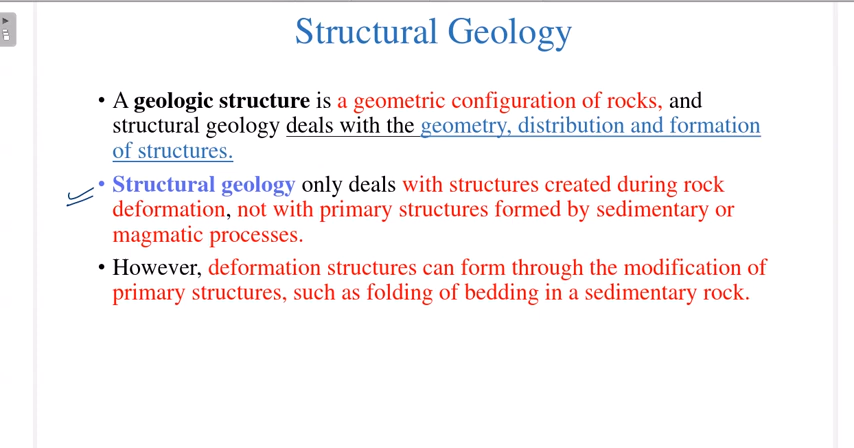 Structural Geology
• A geologic structure is a geometric configuration of rocks, and
structural geology deals with the geometry, distribution and formation
of structures.
• Structural geology only deals with structures created during rock
deformation, not with primary structures formed by sedimentary or
magmatic processes.
• However, deformation structures can form through the modification of
primary structures, such as folding of bedding in a sedimentary rock.